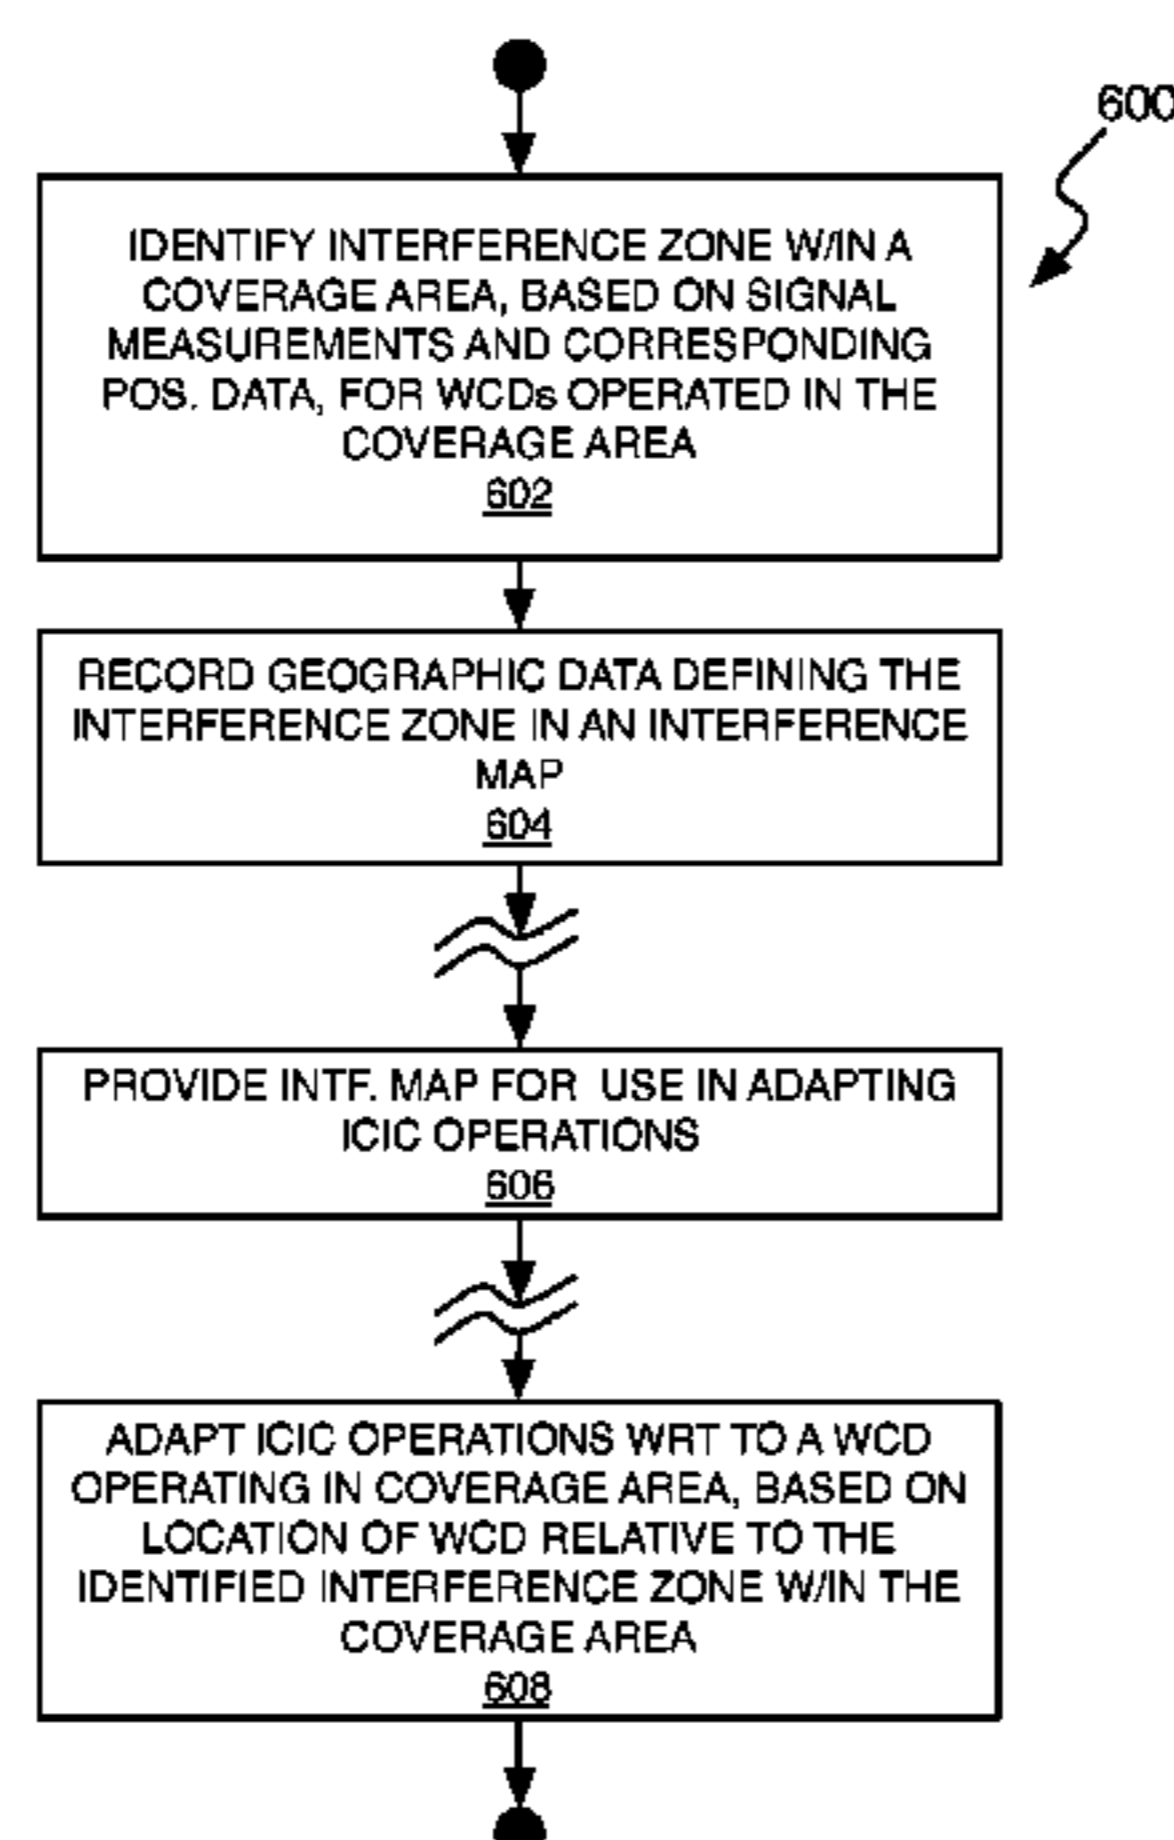 600
IDENTIFY INTERFERENCE ZONE W/IN A
COVERAGE AREA, BASED ON SIGNAL
MEASUREMENTS AND CORRESPONDING
POS. DATA, FOR WCDs OPERATED IN THE
COVERAGE AREA
602
RECORD GEOGRAPHIC DATA DEFINING THE
INTERFERENCE ZONE IN AN INTERFERENCE
MAP
604
PROVIDE INTF. MAP FOR USE IN ADAPTING
ICIC OPERATIONS
606
ADAPT ICIC OPERATIONS WRT TO A WCD
OPERATING IN COVERAGE AREA, BASED ON
LOCATION OF WCD RELATIVE TO THE
IDENTIFIED INTERFERENCE ZONE W/IN THE
COVERAGE AREA
608